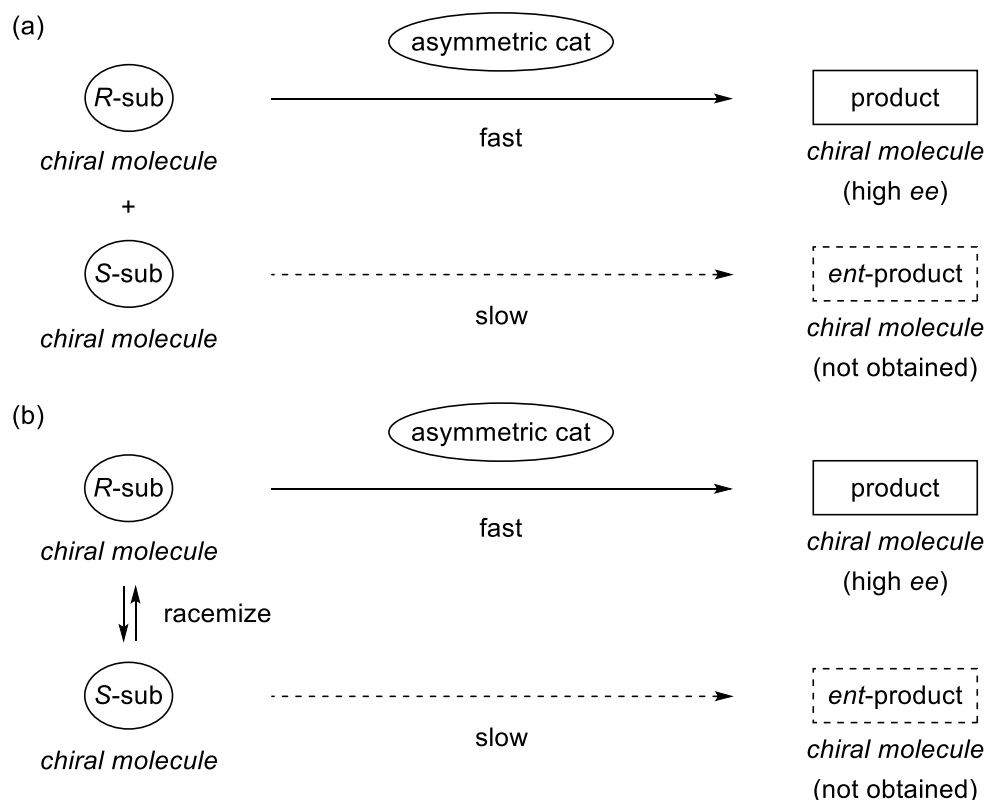 (a)
asymmetric cat
R-sub
product
fast
chiral molecule
chiral molecule
(high ee)
+
S-sub
ent-product
slow
chiral molecule
chiral molecule
(not obtained)
(b)
asymmetric cat
R-sub
product
fast
chiral molecule
chiral molecule
(high ee)
racemize
S-sub
ent-product
slow
chiral molecule
chiral molecule
(not obtained)